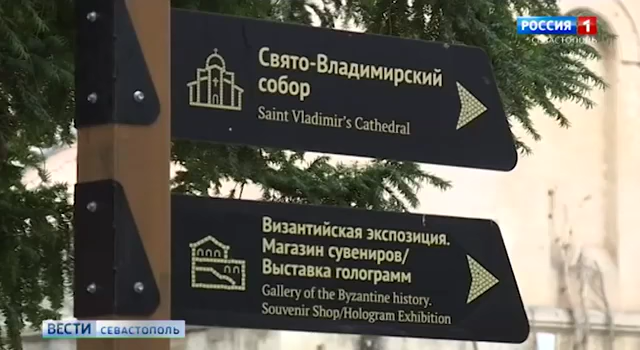 РОССИЯ 1
СЕВАСТОПОЛЬ
Свято-Владимирский
собор
Saint Vladimir's Cathedral
Византийская экспозиция.
Магазин сувениров/
Выставка голограмм
Gallery of the Byzantine history.
Souvenir Shop/Hologram Exhibition
ВЕСТИ СЕВАСТОПОЛЬ